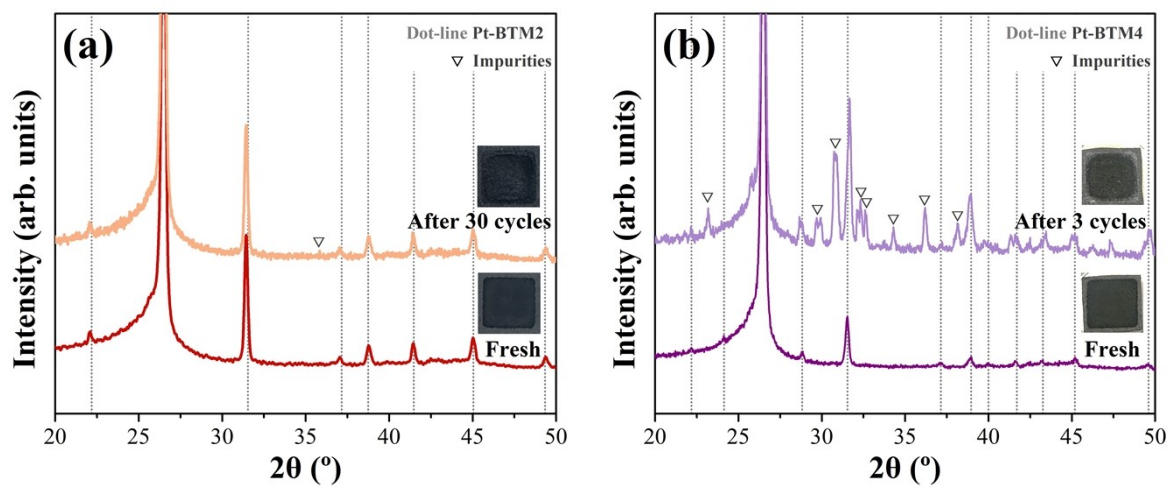 (a)
Dot-line Pt-BTM2
▽ Impurities
After 30 cycles
Fresh
Intensity (arb. units)
20 25 30 35 40 45 50
2θ (º)
(b)
Dot-line Pt-BTM4
▽ Impurities
After 3 cycles
Fresh
Intensity (arb. units)
20 25 30 35 40 45 50
2θ (º)